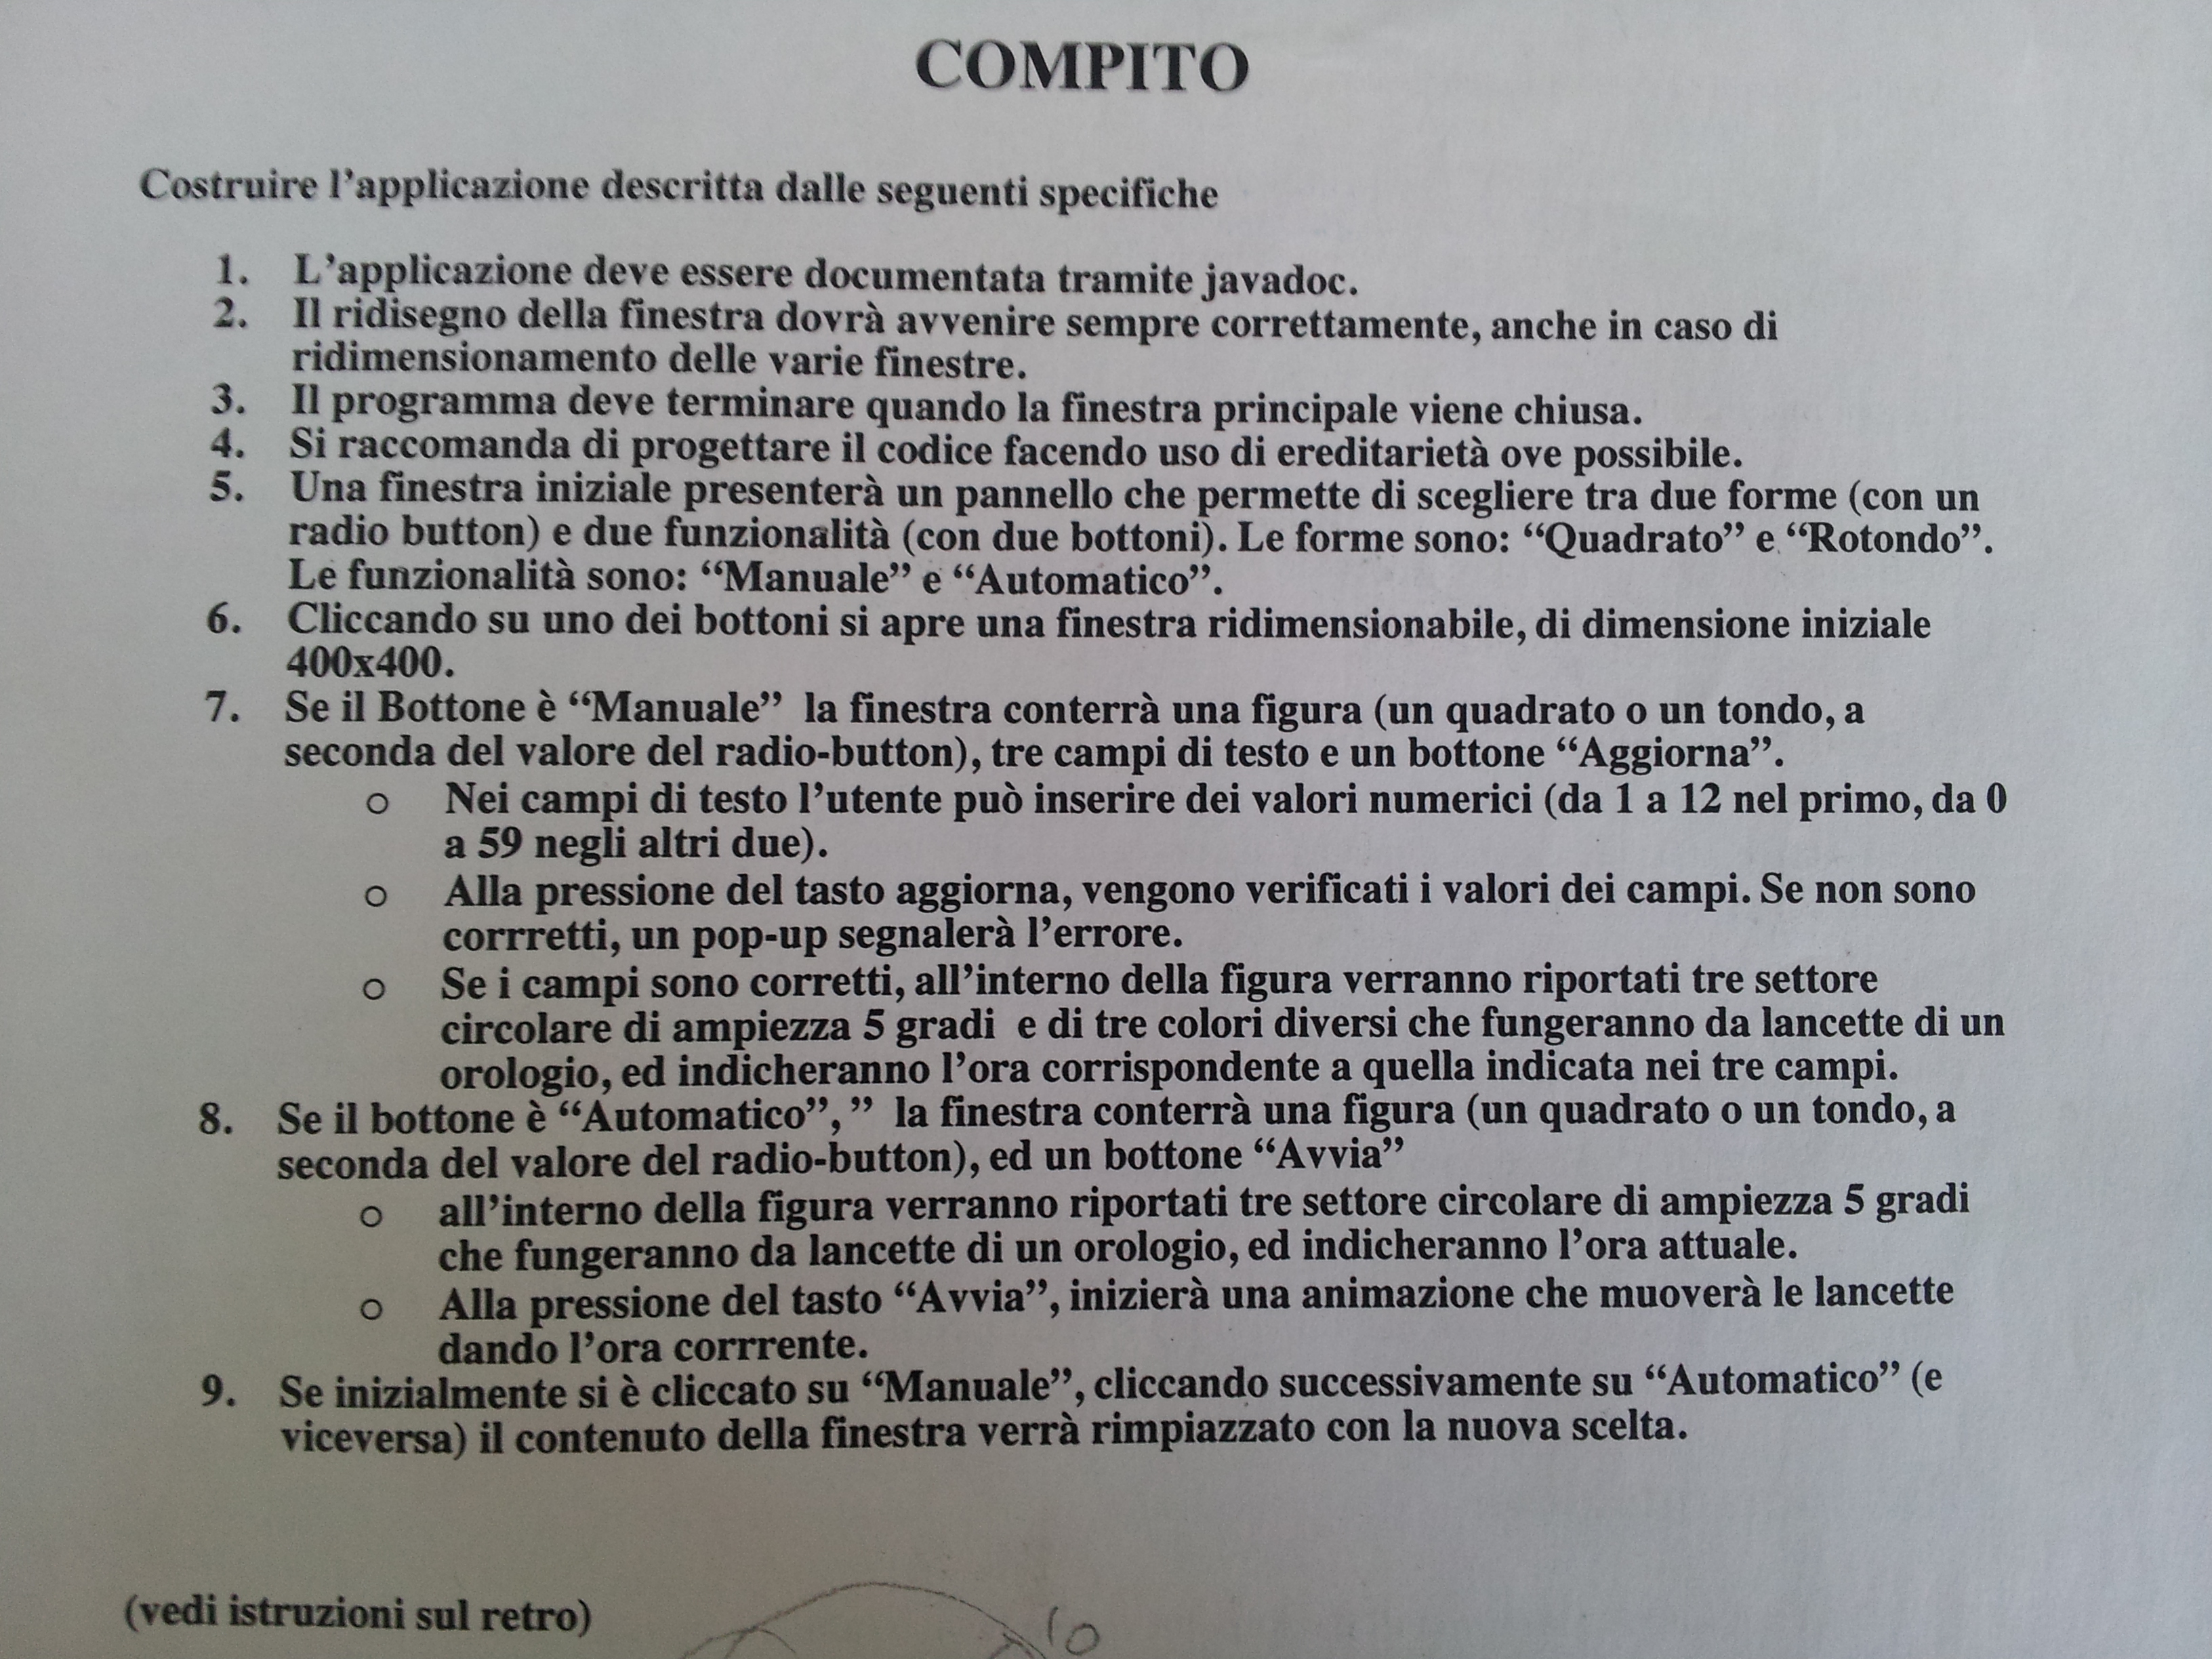 COMPITO
Costruire l'applicazione descritta dalle seguenti specifiche
1. L'applicazione deve essere documentata tramite javadoc.
2. Il ridisegno della finestra dovrà avvenire sempre correttamente, anche in caso di
ridimensionamento delle varie finestre.
3. Il programma deve terminare quando la finestra principale viene chiusa.
4. Si raccomanda di progettare il codice facendo uso di ereditarietà ove possibile.
5. Una finestra iniziale presenterà un pannello che permette di scegliere tra due forme (con un
radio button) e due funzionalità (con due bottoni). Le forme sono: “Quadrato” e “Rotondo”.
Le funzionalità sono: “Manuale” e “Automatico”.
6. Cliccando su uno dei bottoni si apre una finestra ridimensionabile, di dimensione iniziale
400x400.
7. Se il Bottone è “Manuale” la finestra conterrà una figura (un quadrato o un tondo, a
seconda del valore del radio-button), tre campi di testo e un bottone “Aggiorna”.
o Nei campi di testo l'utente può inserire dei valori numerici (da 1 a 12 nel primo, da 0
a 59 negli altri due).
o Alla pressione del tasto aggiorna, vengono verificati i valori dei campi. Se non sono
corrretti, un pop-up segnalerà l'errore.
o Se i campi sono corretti, all'interno della figura verranno riportati tre settore
circolare di ampiezza 5 gradi e di tre colori diversi che fungeranno da lancette di un
orologio, ed indicheranno l'ora corrispondente a quella indicata nei tre campi.
8. Se il bottone è “Automatico”,” la finestra conterrà una figura (un quadrato o un tondo, a
seconda del valore del radio-button), ed un bottone “Avvia”
o all'interno della figura verranno riportati tre settore circolare di ampiezza 5 gradi
che fungeranno da lancette di un orologio, ed indicheranno l'ora attuale.
o Alla pressione del tasto “Avvia”, inizierà una animazione che muoverà le lancette
dando l'ora corrrente.
9. Se inizialmente si è cliccato su “Manuale”, cliccando successivamente su “Automatico” (e
viceversa) il contenuto della finestra verrà rimpiazzato con la nuova scelta.
(vedi istruzioni sul retro)
10